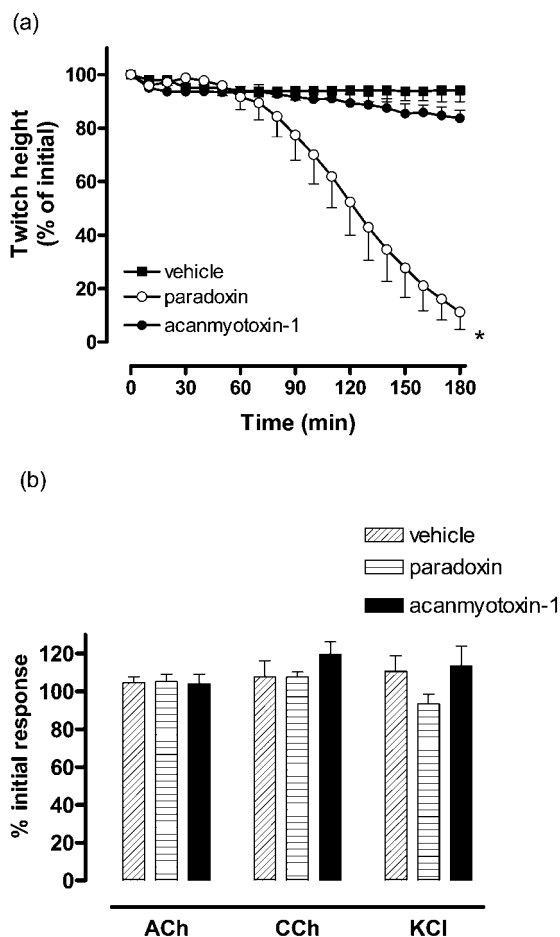 (a)
Twitch height
(% of initial)
100
80
60
40
20
0
vehicle
paradoxin
acanmyotoxin-1
*
0 30 60 90 120 150 180
Time (min)
(b)
vehicle
paradoxin
acanmyotoxin-1
% initial response
120
100
80
60
40
20
0
ACh CCh KCl